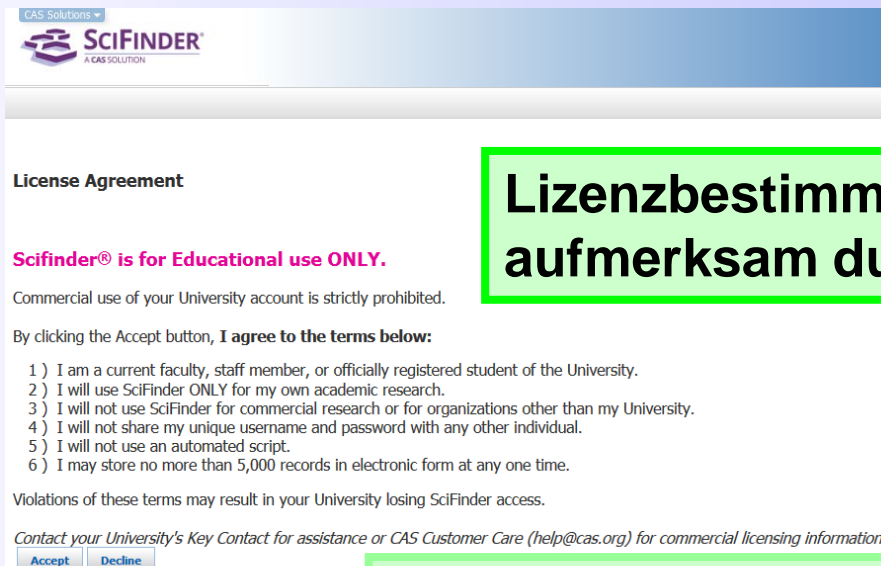 CAS Solutions
SCIFINDER®
A CAS SOLUTION
License Agreement
Lizenzbestimm
aufmerksam du
Scifinder® is for Educational use ONLY.
Commercial use of your University account is strictly prohibited.
By clicking the Accept button, I agree to the terms below:
1 ) I am a current faculty, staff member, or officially registered student of the University.
2 ) I will use SciFinder ONLY for my own academic research.
3 ) I will not use SciFinder for commercial research or for organizations other than my University.
4 ) I will not share my unique username and password with any other individual.
5 ) I will not use an automated script.
6 ) I may store no more than 5,000 records in electronic form at any one time.
Violations of these terms may result in your University losing SciFinder access.
Contact your University's Key Contact for assistance or CAS Customer Care (help@cas.org) for commercial licensing information
Accept Decline